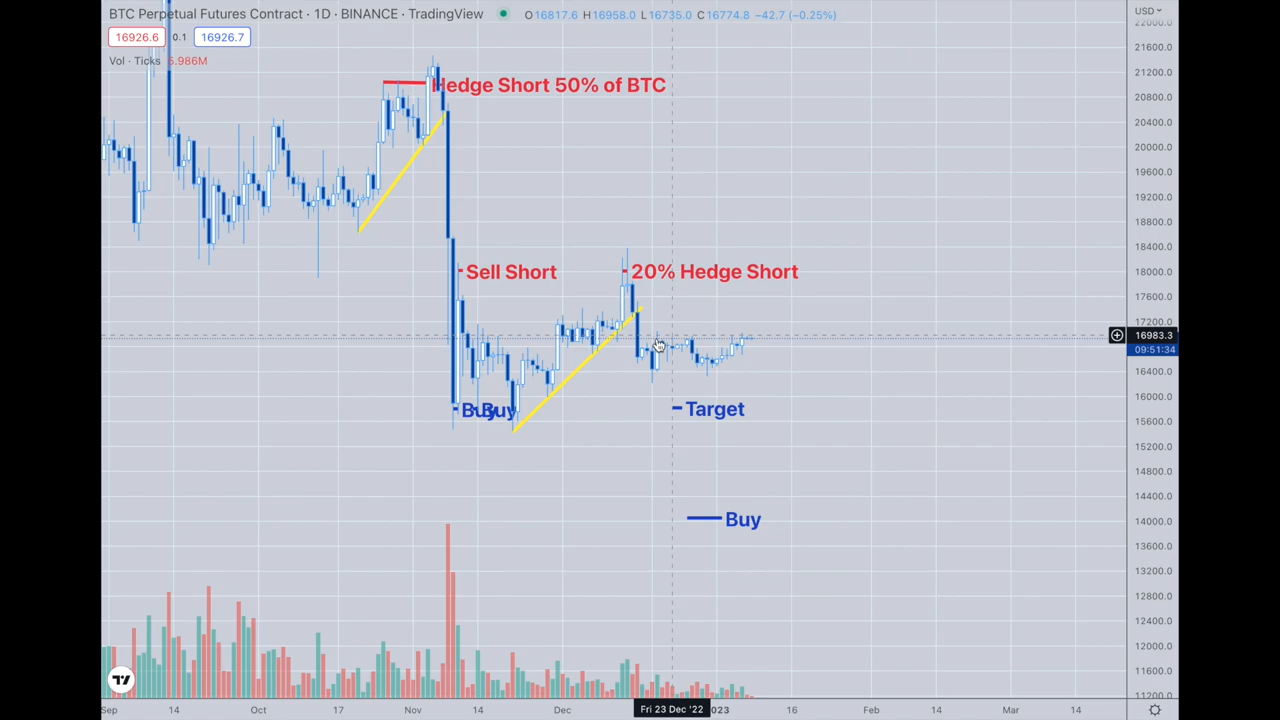 BTC Perpetual Futures Contract · 1D · BINANCE · TradingView O16817.6 H16958.0 L16735.0 C16774.8 −42.7 (−0.25%)
USD
16926.6 0.1 16926.7
Vol · Ticks 5.986M
22000.0
21600.0
21200.0
20800.0
20400.0
20000.0
19600.0
19200.0
18800.0
18400.0
18000.0
17600.0
17200.0
16983.3
09:51:34
16400.0
16000.0
15600.0
15200.0
14800.0
14400.0
14000.0
13600.0
13200.0
12800.0
12400.0
12000.0
11600.0
11200.0
Hedge Short 50% of BTC
Sell Short
20% Hedge Short
Buy
Buy
Target
Buy
Sep 14 Oct 17 Nov 14 Dec Fri 23 Dec '22 023 16 Feb 14 Mar 14